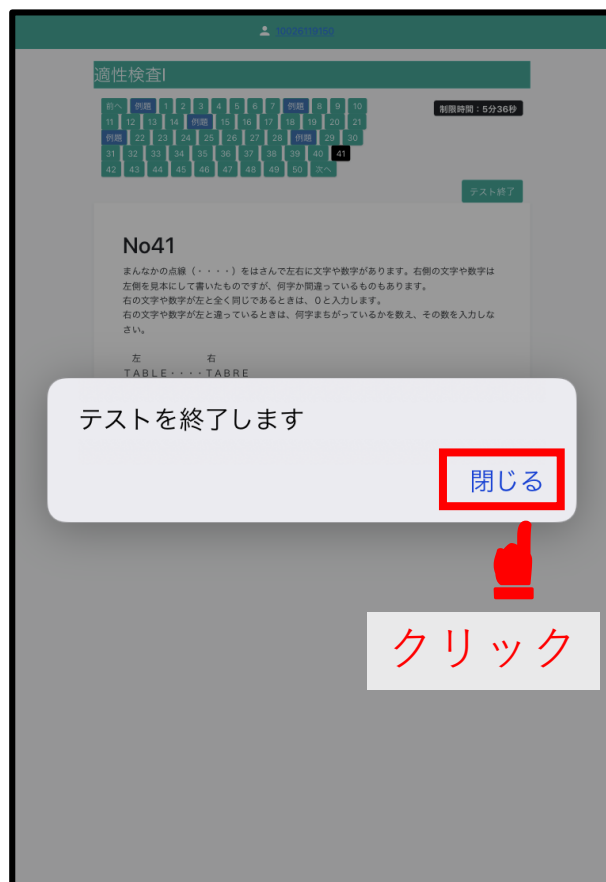 10026119150
適性検査I
前へ 例題 1 2 3 4 5 6 7 例題 8 9 10
制限時間：5分36秒
11 12 13 14 例題 15 16 17 18 19 20 21
例題 22 23 24 25 26 27 28 例題 29 30
31 32 33 34 35 36 37 38 39 40 41
42 43 44 45 46 47 48 49 50 次へ
テスト終了
No41
まんなかの点線（・・・・）をはさんで左右に文字や数字があります。右側の文字や数字は
左側を見本にして書いたものですが、何字か間違っているものもあります。
右の文字や数字が左と全く同じであるときは、０と入力します。
右の文字や数字が左と違っているときは、何字まちがっているかを数え、その数を入力しな
さい。
左 右
ＴＡＢＬＥ・・・・ＴＡＢＲＥ
テストを終了します
閉じる
クリック